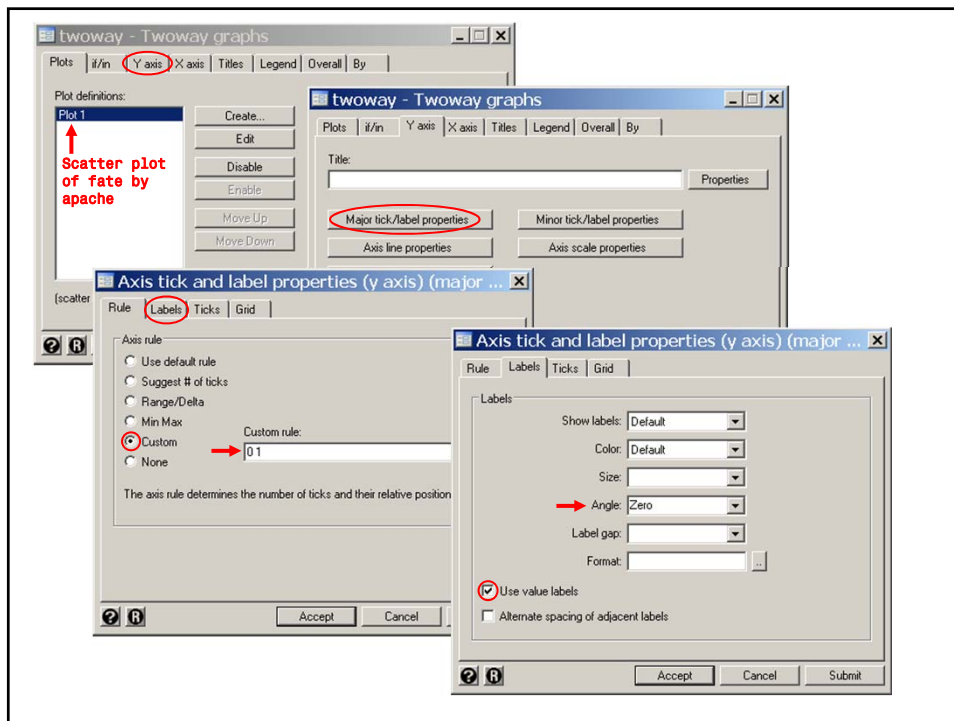 twoway - Twoway graphs
Plots if/in Y axis X axis Titles Legend Overall By
Plot definitions:
Plot 1
Scatter plot
of fate by
apache
Create...
Edit
Disable
Enable
Move Up
Move Down
(scatter
twoway - Twoway graphs
Plots if/in Y axis X axis Titles Legend Overall By
Title:
Properties
Major tick/label properties Minor tick/label properties
Axis line properties Axis scale properties
Axis tick and label properties (y axis) (major ...
Rule Labels Ticks Grid
Axis rule
Use default rule
Suggest # of ticks
Range/Delta
Min Max
Custom
None
Custom rule:
0 1
The axis rule determines the number of ticks and their relative position
Accept Cancel
Axis tick and label properties (y axis) (major ...
Rule Labels Ticks Grid
Labels
Show labels: Default
Color: Default
Size:
Angle: Zero
Label gap:
Format: ..
Use value labels
Alternate spacing of adjacent labels
? R Accept Cancel Submit